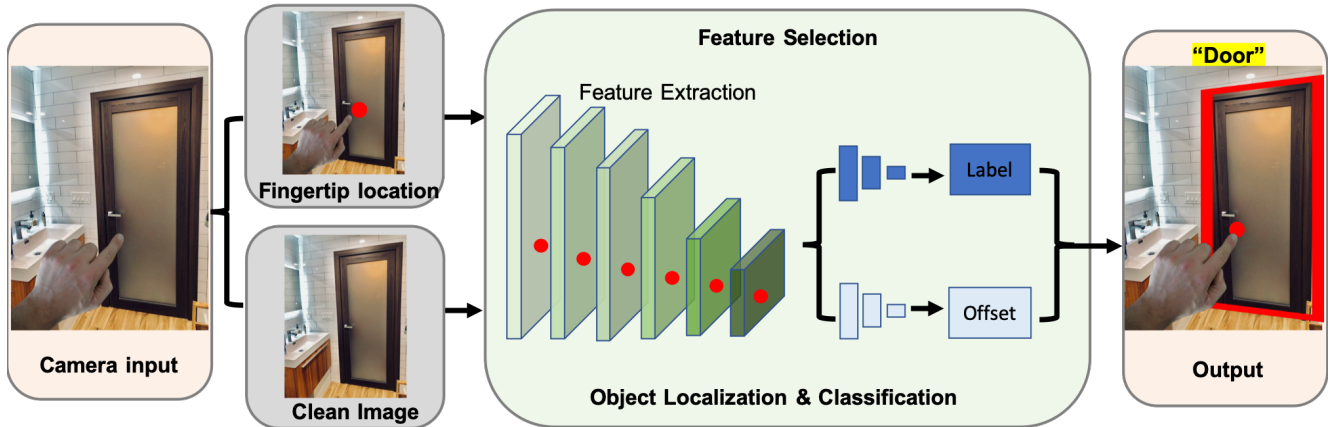 Camera input
Fingertip location
Clean Image
Feature Selection
Feature Extraction
Label
Offset
Object Localization & Classification
“Door”
Output